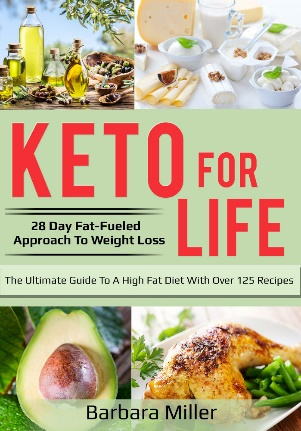 KETO FOR
LIFE
28 Day Fat-Fueled
Approach To Weight Loss
The Ultimate Guide To A High Fat Diet With Over 125 Recipes
Barbara Miller